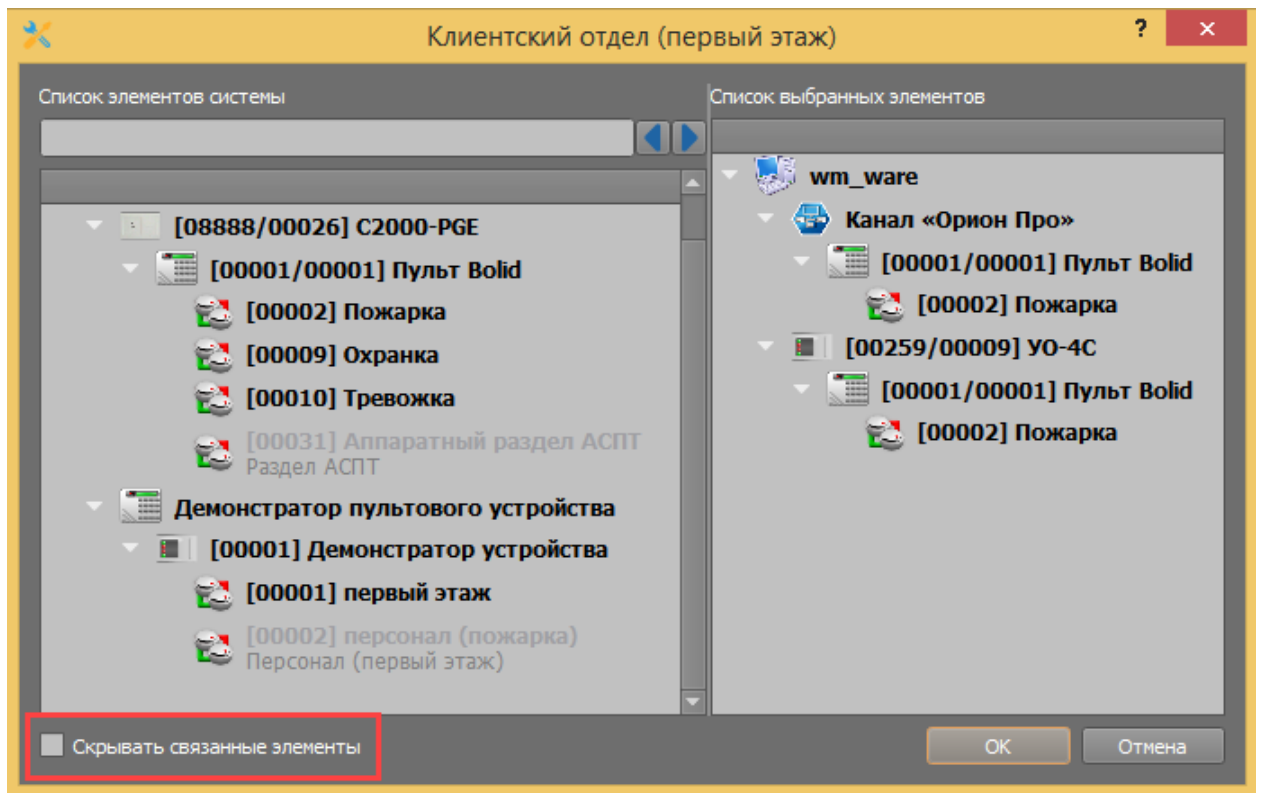 Клиентский отдел (первый этаж)
?
×
Список элементов системы
[08888/00026] С2000-PGE
[00001/00001] Пульт Bolid
[00002] Пожарка
[00009] Охранка
[00010] Тревожка
[00031] Аппаратный раздел АСПТ
Раздел АСПТ
Демонстратор пультового устройства
[00001] Демонстратор устройства
[00001] первый этаж
[00002] персонал (пожарка)
Персонал (первый этаж)
Список выбранных элементов
wm_ware
Канал «Орион Про»
[00001/00001] Пульт Bolid
[00002] Пожарка
[00259/00009] УО-4С
[00001/00001] Пульт Bolid
[00002] Пожарка
Скрывать связанные элементы
OK
Отмена